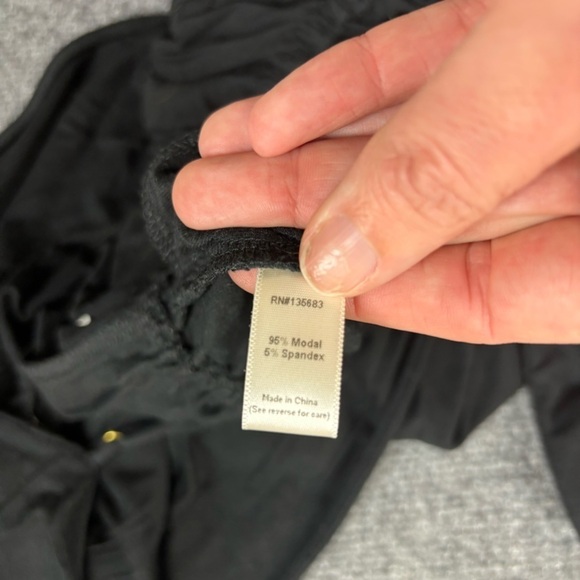 RN#135683
95% Modal
5% Spandex
Made in China
(See reverse for care)